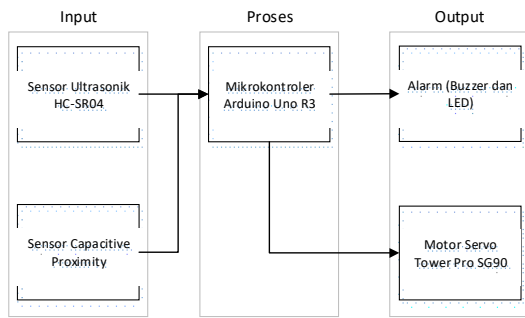 Input
Proses
Output
Sensor Ultrasonik
HC-SR04
Mikrokontroler
Arduino Uno R3
Alarm (Buzzer dan
LED)
Sensor Capacitive
Proximity
Motor Servo
Tower Pro SG90